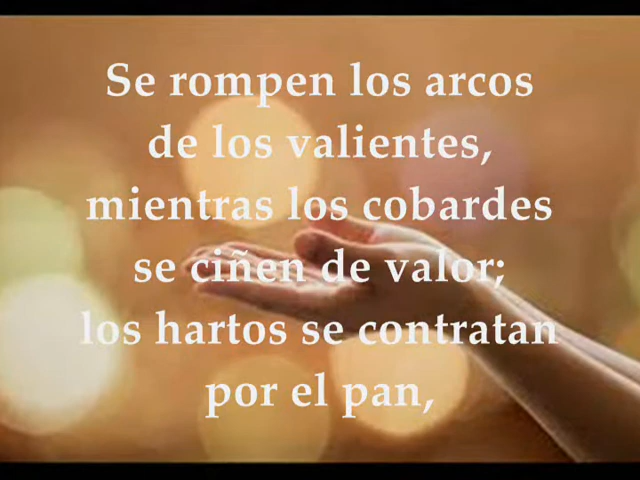 Se rompen los arcos
de los valientes,
mientras los cobardes
se ciñen de valor;
los hartos se contratan
por el pan,